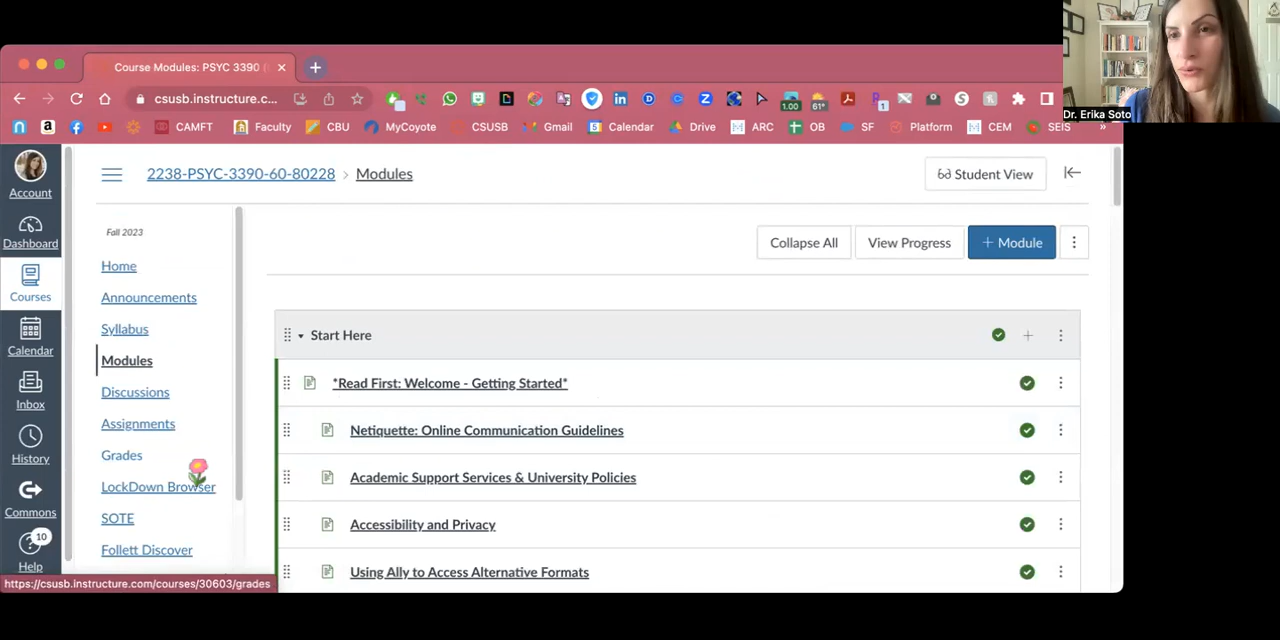 Course Modules: PSYC 3390 (
csusb.instructure.c...
1.00
61°
1
CAMFT Faculty CBU MyCoyote CSUSB Gmail Calendar Drive ARC OB SF Platform CEM SEIS »
Dr. Erika Soto
Account
Dashboard
Courses
Calendar
Inbox
History
Commons
10
Help
2238-PSYC-3390-60-80228 > Modules
Student View
Fall 2023
Home
Announcements
Syllabus
Modules
Discussions
Assignments
Grades
LockDown Browser
SOTE
Follett Discover
Collapse All
View Progress
+ Module
Start Here
*Read First: Welcome - Getting Started*
Netiquette: Online Communication Guidelines
Academic Support Services & University Policies
Accessibility and Privacy
Using Ally to Access Alternative Formats
https://csusb.instructure.com/courses/30603/grades